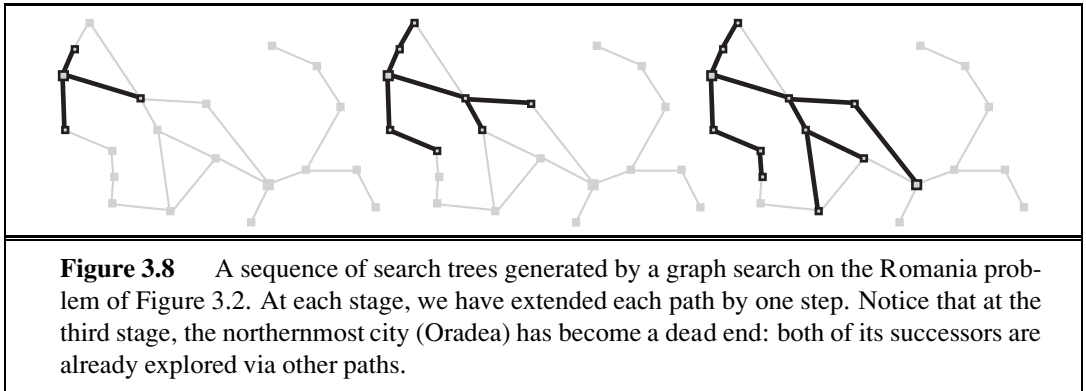 Figure 3.8 A sequence of search trees generated by a graph search on the Romania prob-
lem of Figure 3.2. At each stage, we have extended each path by one step. Notice that at the
third stage, the northernmost city (Oradea) has become a dead end: both of its successors are
already explored via other paths.